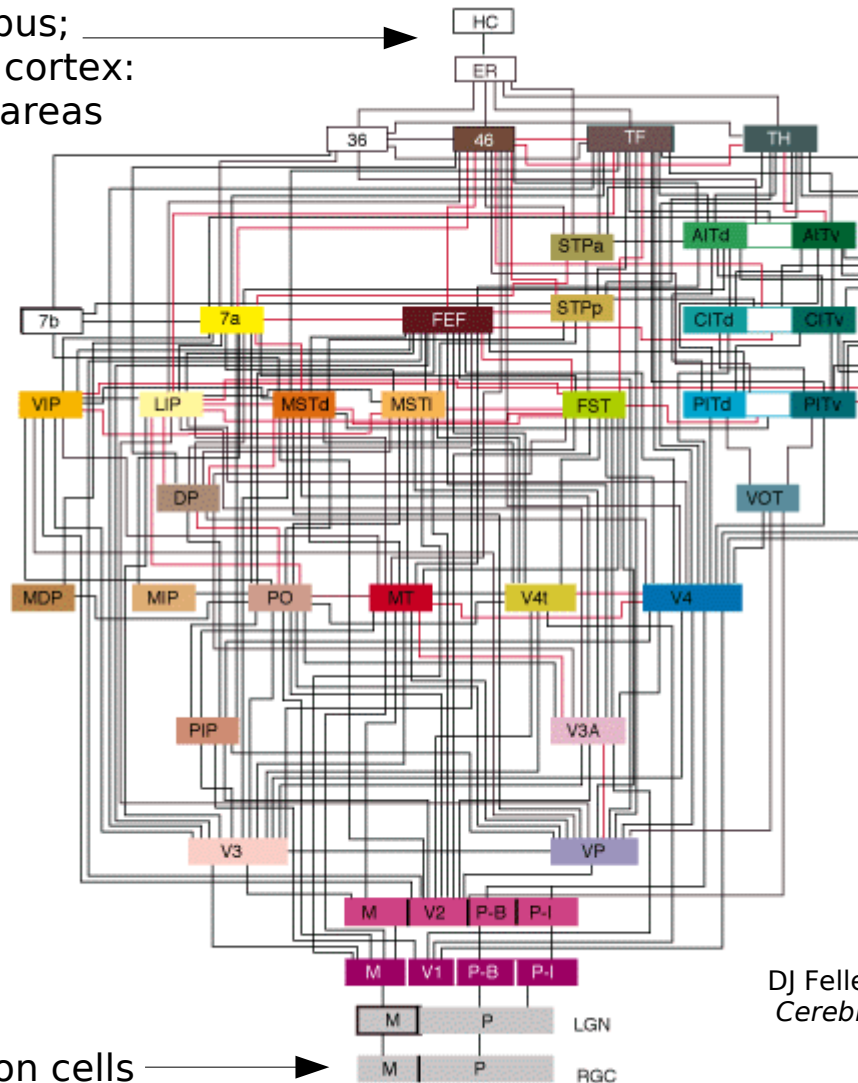 bus;
cortex:
areas
HC
ER
36 46 TF TH
STPa AITd AITv
STPp
7b 7a FEF CITd CITv
VIP LIP MSTd MSTl FST PITd PITv
DP VOT
MDP MIP PO MT V4t V4
PIP V3A
V3 VP
M V2 P-B P-I
M V1 P-B P-I
M P LGN
M P RGC
on cells
DJ Felle
Cerebr